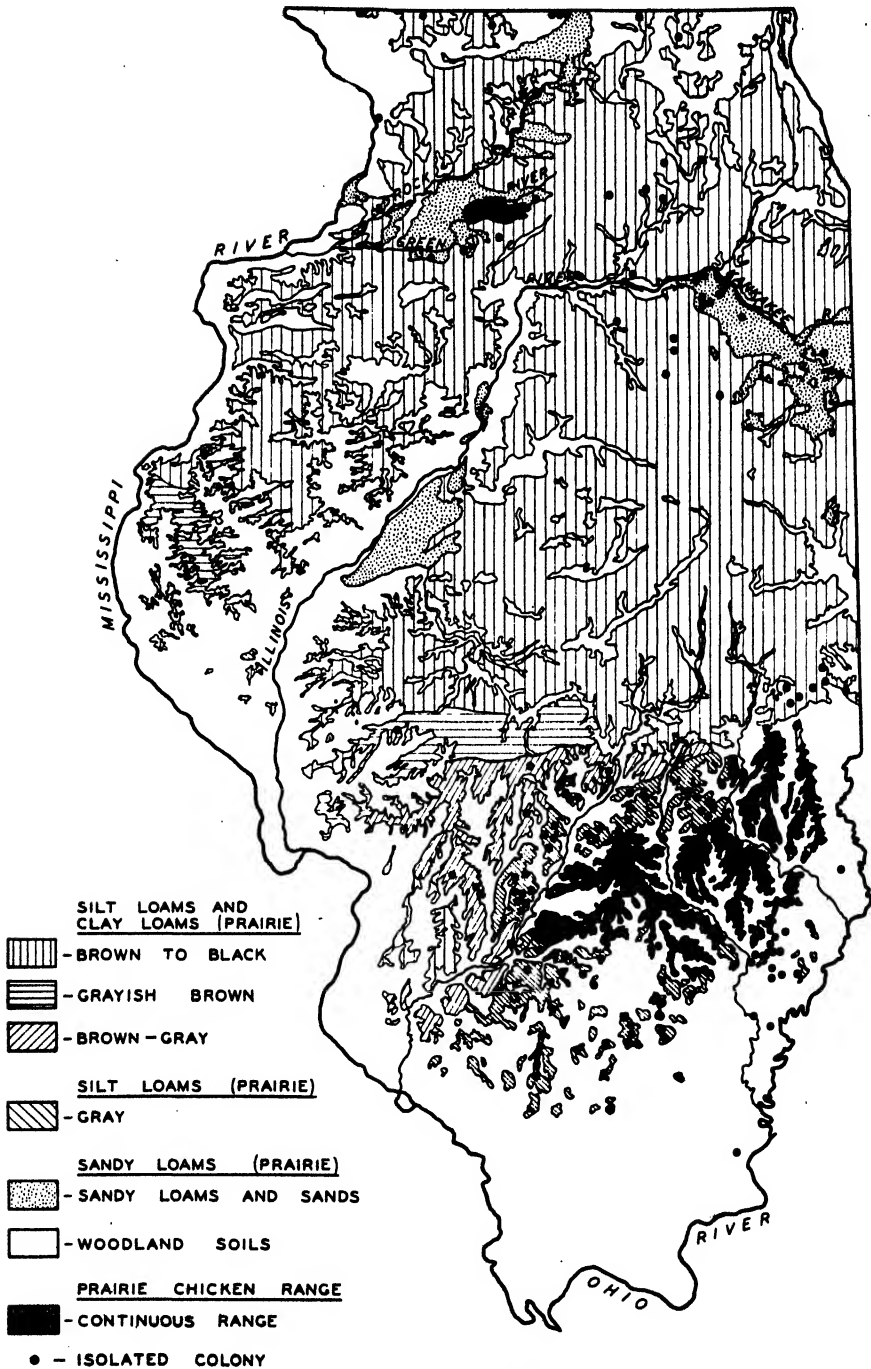 ROCK
RIVER
RIVER
GREEN
RIVER
KANKAKEE
MISSISSIPPI
ILLINOIS
SILT LOAMS AND
CLAY LOAMS (PRAIRIE)
- BROWN TO BLACK
- GRAYISH BROWN
- BROWN-GRAY
SILT LOAMS (PRAIRIE)
- GRAY
SANDY LOAMS (PRAIRIE)
- SANDY LOAMS AND SANDS
- WOODLAND SOILS
PRAIRIE CHICKEN RANGE
- CONTINUOUS RANGE
- ISOLATED COLONY
RIVER
OHIO